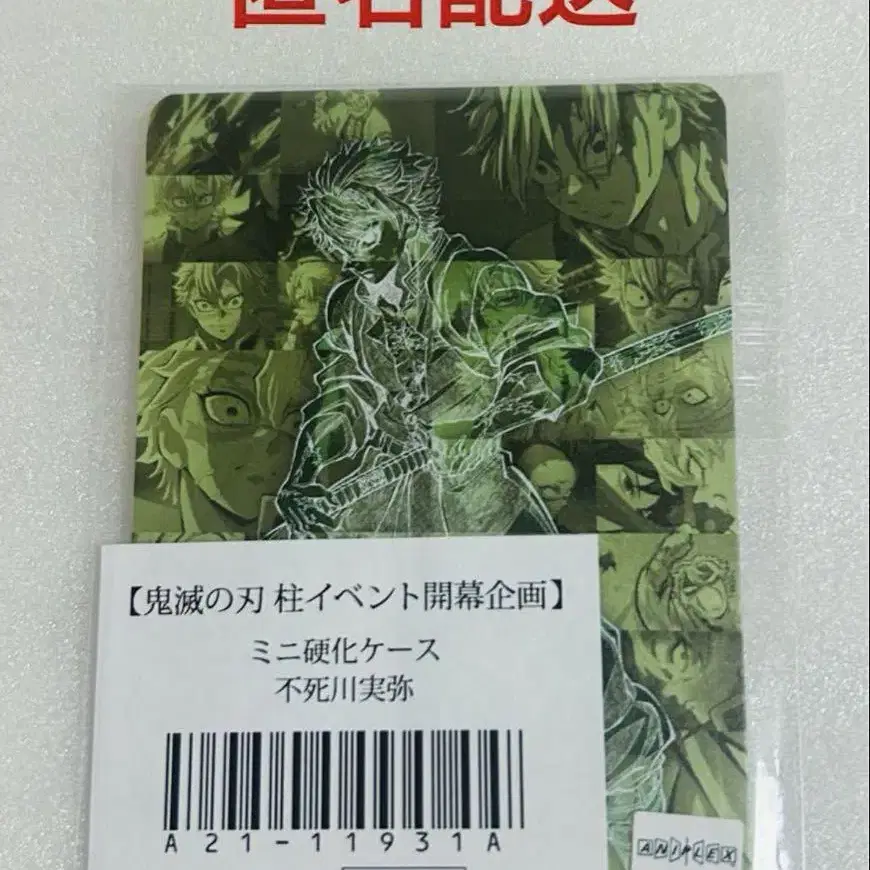 匿名配送
【鬼滅の刃 柱イベント開幕企画】
ミニ硬化ケース
不死川実弥
A21-11931A
ANIPLEX